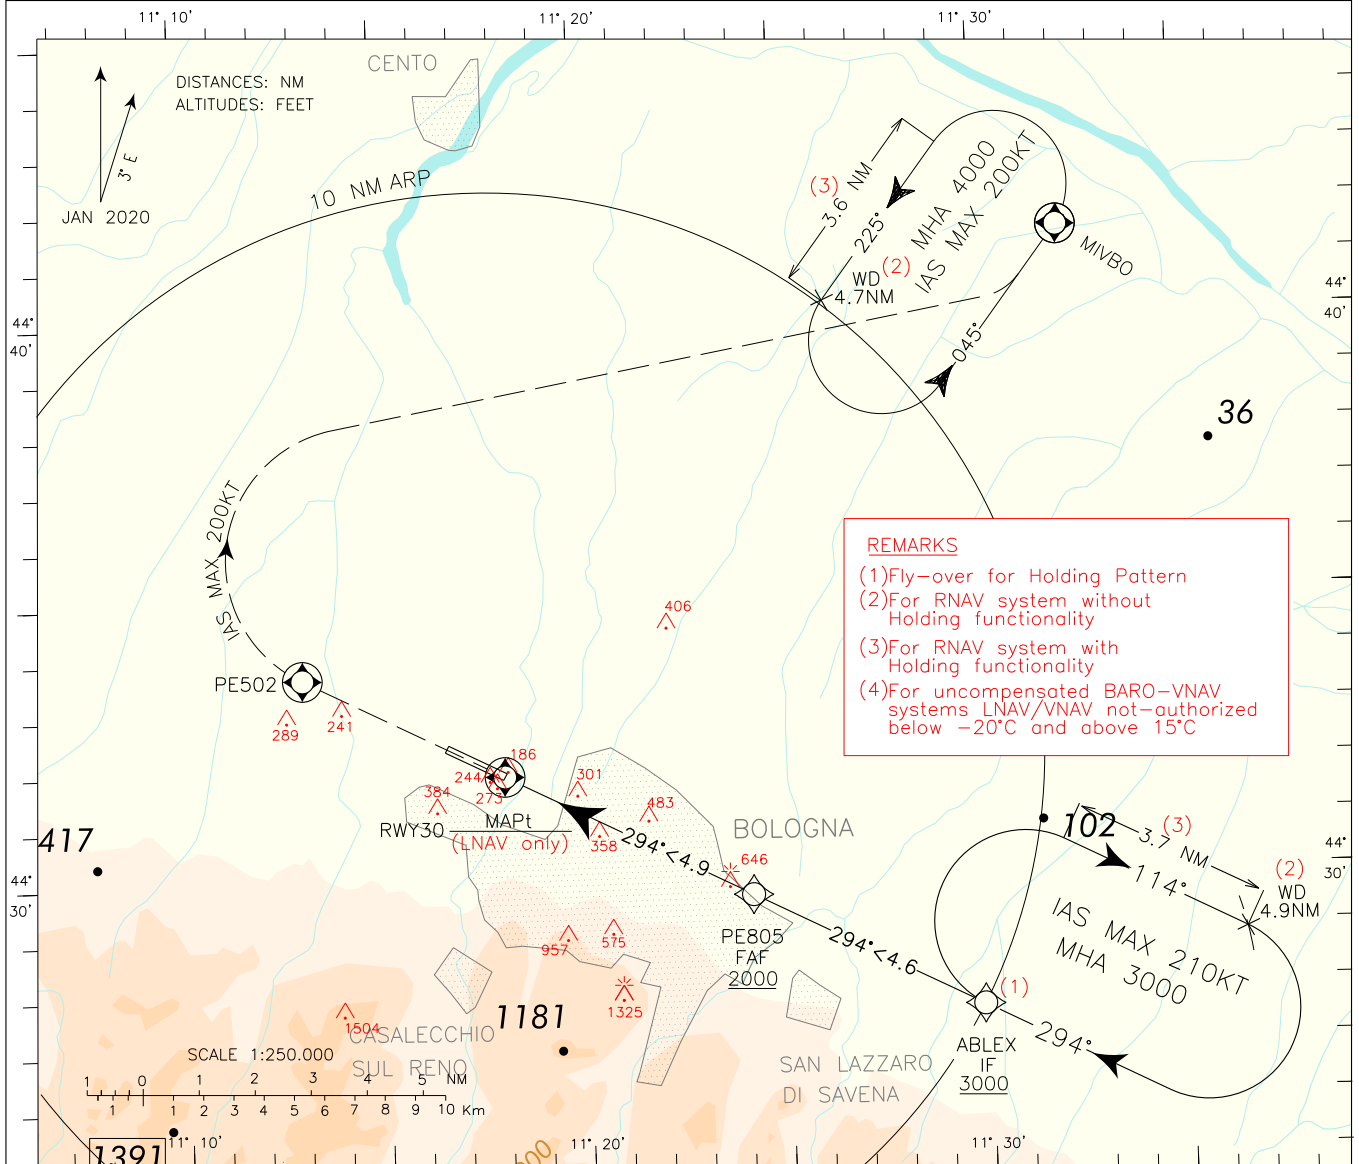 11° 10'
11° 20'
11° 30'
CENTO
DISTANCES: NM
ALTITUDES: FEET
3° E
JAN 2020
10 NM ARP
(3)
3.6 NM
225°
MHA 4000
IAS MAX 200KT
(2)
WD
4.7NM
MIVBO
045°
44°
40'
44°
40'
36
IAS MAX 200KT
REMARKS
(1)Fly-over for Holding Pattern
(2)For RNAV system without
Holding functionality
(3)For RNAV system with
Holding functionality
(4)For uncompensated BARO-VNAV
systems LNAV/VNAV not-authorized
below -20°C and above 15°C
406
PE502
289
241
186
244
273
384
301
483
RWY30
MAPt
(LNAV only)
358
294°<4.9
BOLOGNA
646
417
102
(3)
3.7 NM
114°
(2)
WD
4.9NM
44°
30'
44°
30'
IAS MAX 210KT
MHA 3000
PE805
FAF
2000
294°<4.6
957
575
(1)
1325
1181
1504
CASALECCHIO
SUL RENO
ABLEX
IF
3000
294°
SAN LAZZARO
DI SAVENA
SCALE 1:250.000
1 0 1 2 3 4 5 NM
1 1 2 3 4 5 6 7 8 9 10 Km
1391
11° 10'
11° 20'
11° 30'